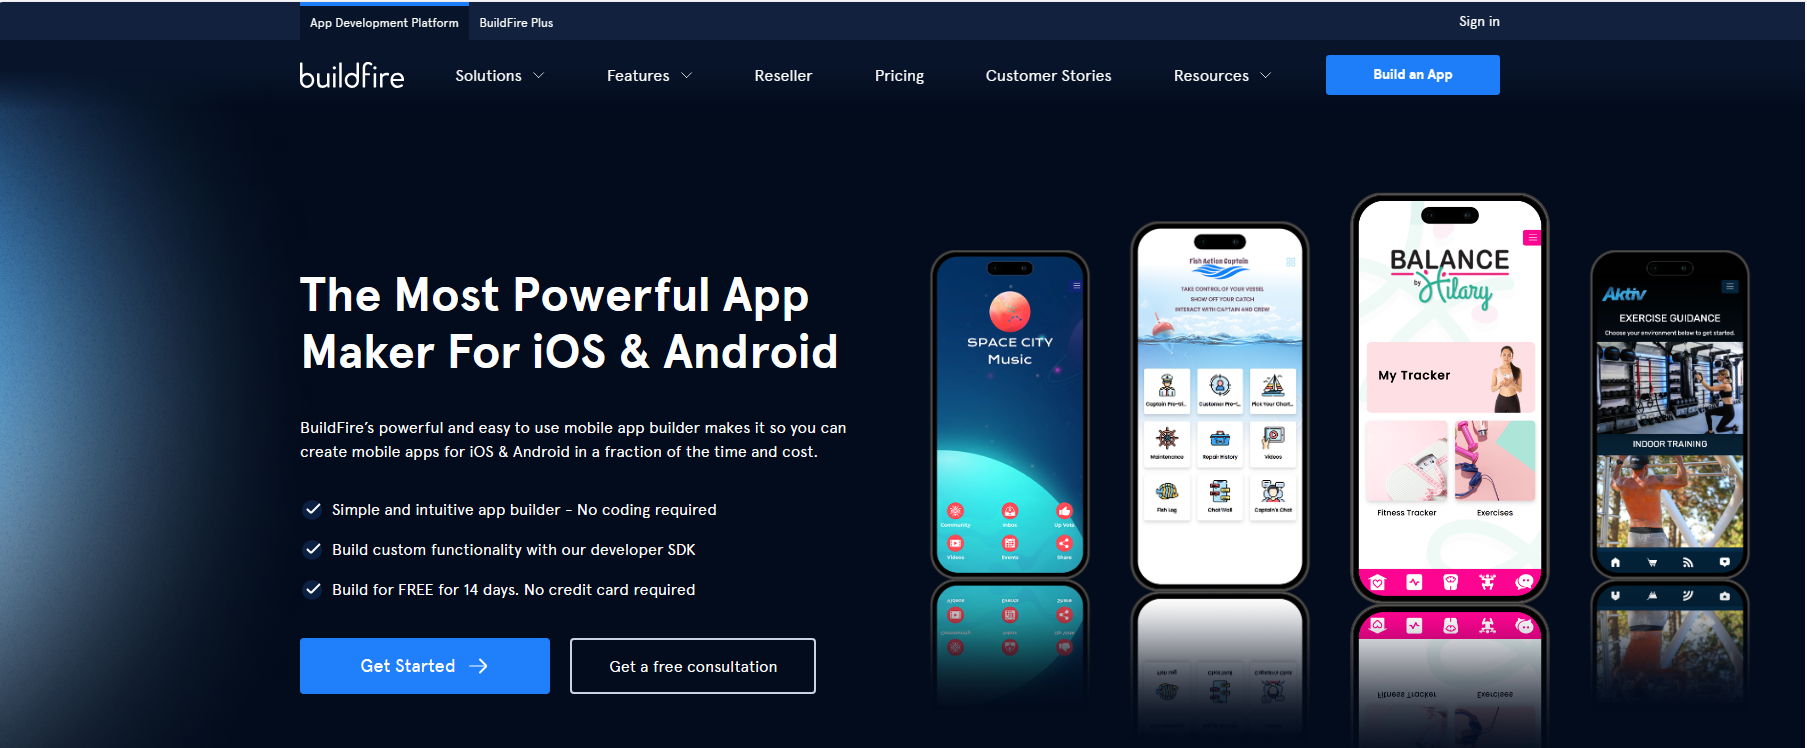 App Development Platform
BuildFire Plus
Sign in
buildfire
Solutions
Features
Reseller
Pricing
Customer Stories
Resources
Build an App
The Most Powerful App
Maker For iOS & Android
BuildFire's powerful and easy to use mobile app builder makes it so you can
create mobile apps for iOS & Android in a fraction of the time and cost.
Simple and intuitive app builder - No coding required
Build custom functionality with our developer SDK
Build for FREE for 14 days. No credit card required
Get Started
Get a free consultation
SPACE CITY
Music
Community
Inbox
Up Vote
Videos
Events
Share
Fish Action Captain
TAKE CONTROL OF YOUR VESSEL
SHOW OFF YOUR CATCH
INTERACT WITH CAPTAIN AND CREW
Captain Pro-fi...
Customer Pro-f...
Pick Your Chart...
Maintenance
Repair History
Videos
Fish Log
Chat Wall
Captain's Chat
BALANCE
by Hilary
My Tracker
Fitness Tracker
Exercises
Aktiv
EXERCISE GUIDANCE
Choose your environment below to get started.
INDOOR TRAINING